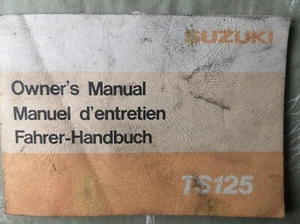 SUZUKI
Owner's Manual
Manuel d'entretien
Fahrer-Handbuch
TS125